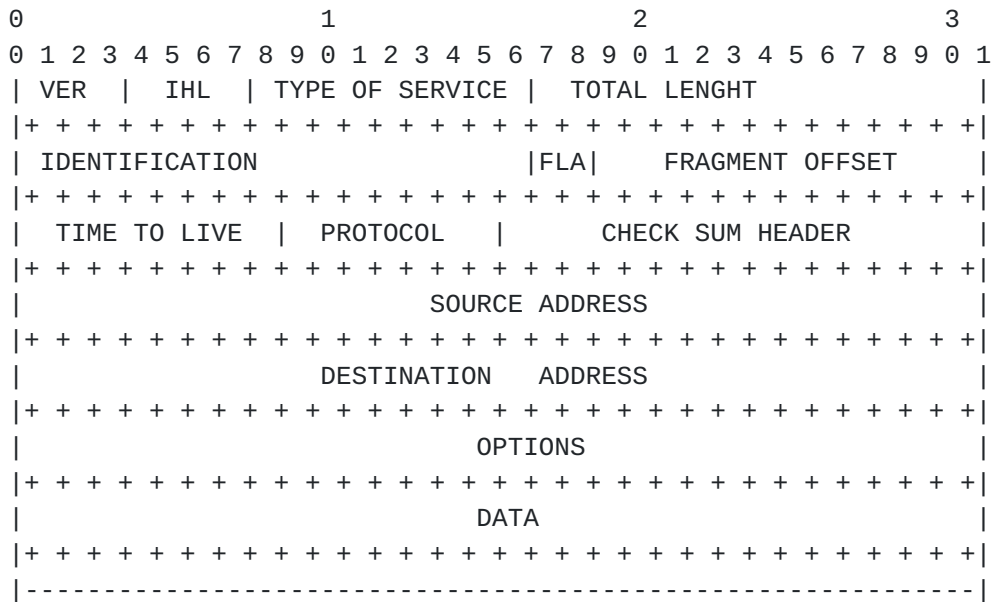 0                   1                   2                   3
0 1 2 3 4 5 6 7 8 9 0 1 2 3 4 5 6 7 8 9 0 1 2 3 4 5 6 7 8 9 0 1
| VER  |  IHL  | TYPE OF SERVICE |  TOTAL LENGHT              |
|+ + + + + + + + + + + + + + + + + + + + + + + + + + + + + + +|
| IDENTIFICATION                 |FLA|    FRAGMENT OFFSET     |
|+ + + + + + + + + + + + + + + + + + + + + + + + + + + + + + +|
|  TIME TO LIVE  |  PROTOCOL   |      CHECK SUM HEADER        |
|+ + + + + + + + + + + + + + + + + + + + + + + + + + + + + + +|
|                          SOURCE ADDRESS                     |
|+ + + + + + + + + + + + + + + + + + + + + + + + + + + + + + +|
|                   DESTINATION   ADDRESS                     |
|+ + + + + + + + + + + + + + + + + + + + + + + + + + + + + + +|
|                             OPTIONS                         |
|+ + + + + + + + + + + + + + + + + + + + + + + + + + + + + + +|
|                             DATA                            |
|+ + + + + + + + + + + + + + + + + + + + + + + + + + + + + + +|
|-------------------------------------------------------------|